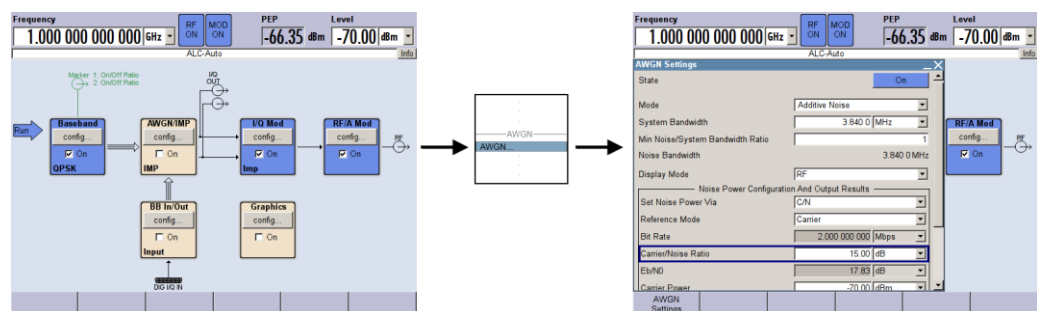 Frequency PEP Level
1.000 000 000 000 GHz RF ON MOD ON -66.35 dBm -70.00 dBm
ALC-Auto Info
Marker 1: On/Off Ratio
2: On/Off Ratio
I/Q
OUT
Run
Baseband AWGN/IMP I/Q Mod RF/A Mod
config... config... config... config... RF
On On On On
QPSK IMP Imp
BB In/Out Graphics
config... config...
On On
Input
DIG I/Q IN
AWGN
AWGN...
Frequency PEP Level
1.000 000 000 000 GHz RF ON MOD ON -66.35 dBm -70.00 dBm
ALC-Auto Info
AWGN Settings
State On
Mode Additive Noise
System Bandwidth 3.840 0 MHz
Min Noise/System Bandwidth Ratio 1
Noise Bandwidth 3.840 0 MHz
Display Mode RF
Noise Power Configuration And Output Results
Set Noise Power Via C/N
Reference Mode Carrier
Bit Rate 2.000 000 000 Mbps
Carrier/Noise Ratio 15.00 dB
Eb/N0 17.83 dB
Carrier Power -70.00 dBm
RF/A Mod
config... RF
On
AWGN
Settings